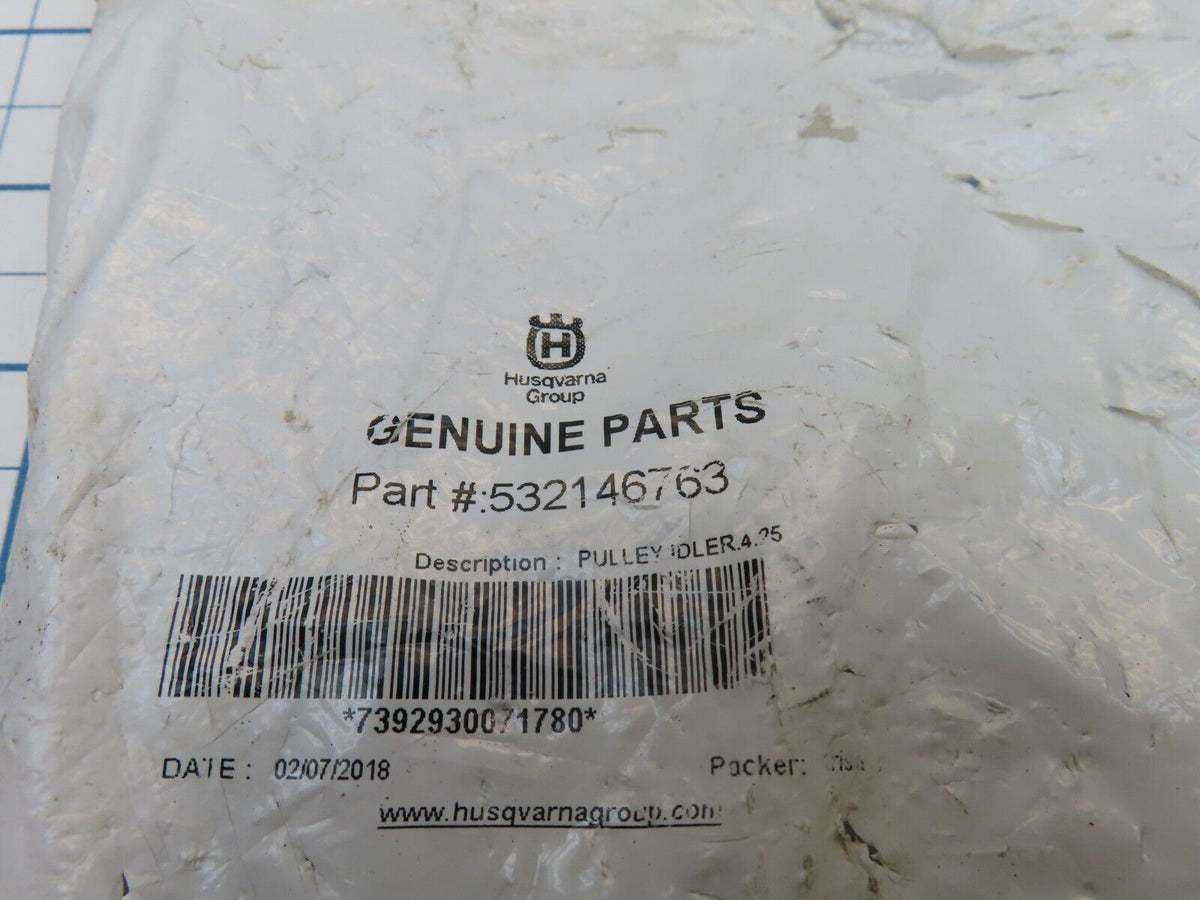 H
Husqvarna
Group
GENUINE PARTS
Part #:532146763
Description : PULLEY IDLER.4.25
*7392930071780*
DATE : 02/07/2018 Packer:
www.husqvarnagroup.com